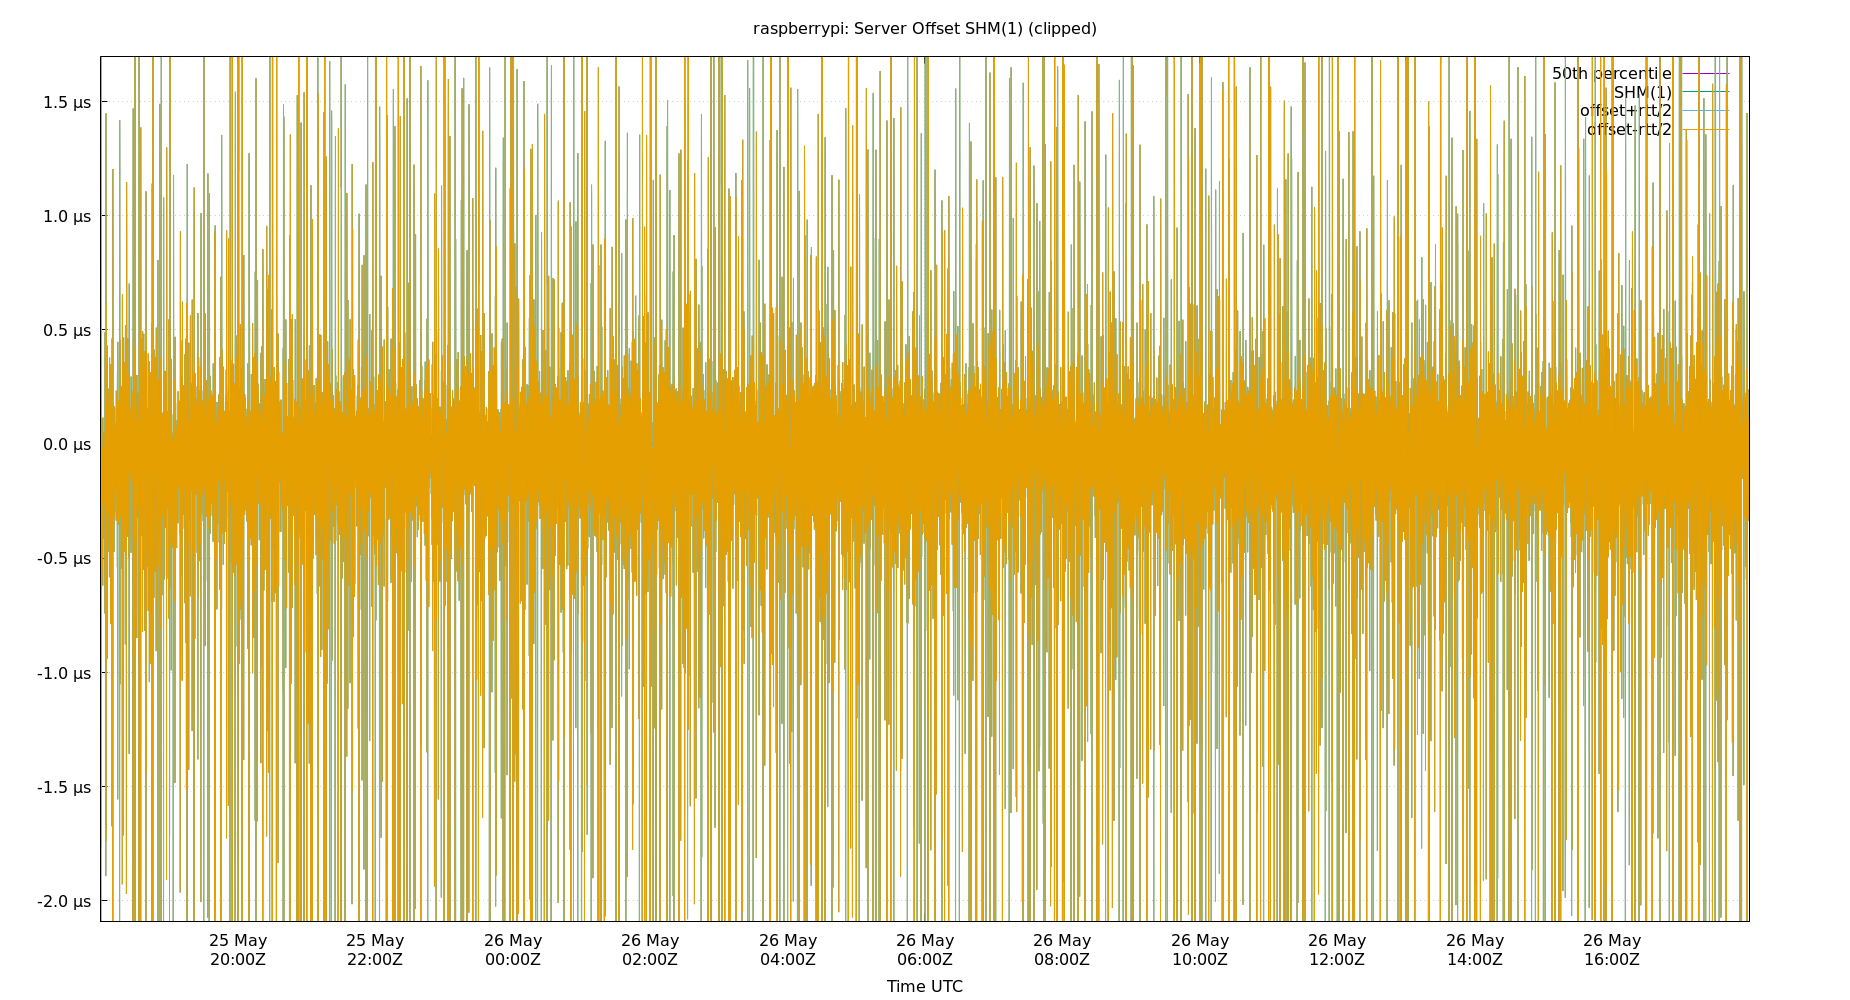 raspberrypi: Server Offset SHM(1) (clipped)
50th percentile
SHM(1)
offset+rtt/2
offset-rtt/2
1.5 µs
1.0 µs
0.5 µs
0.0 µs
-0.5 µs
-1.0 µs
-1.5 µs
-2.0 µs
25 May 25 May 26 May 26 May 26 May 26 May 26 May 26 May 26 May 26 May 26 May
20:00Z 22:00Z 00:00Z 02:00Z 04:00Z 06:00Z 08:00Z 10:00Z 12:00Z 14:00Z 16:00Z
Time UTC